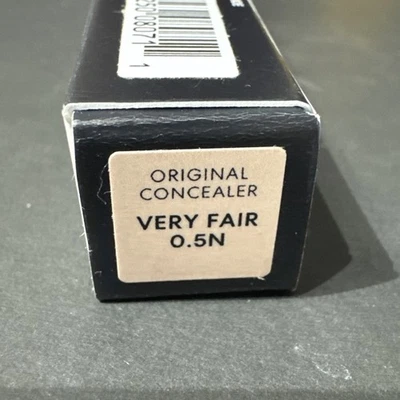 ORIGINAL
CONCEALER
VERY FAIR
0.5N